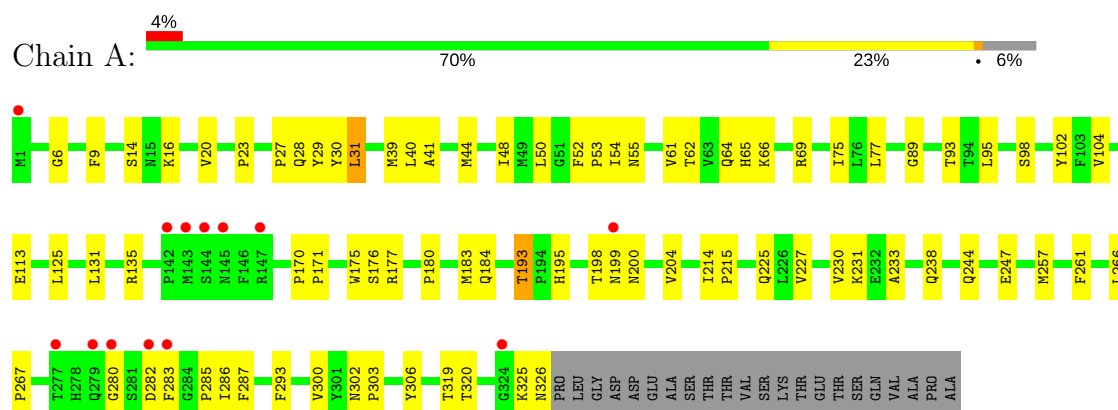 4%
Chain A:
70% 23% • 6%
M1 G6 F9 S14 N15 K16 V20 P23 P27 Q28 Y29 Y30 L31 M39 L40 A41 M44 I48 M49 L50 G51 F52 P53 I54 N55 V61 T62 V63 Q64 H65 K66 R69 I75 L76 L77 G89 T93 T94 L95 S98 Y102 F103 V104
E113 L125 L131 R135 P142 M143 S144 N145 F146 R147 P170 P171 W175 S176 R177 P180 M183 Q184 T193 P194 H195 T198 N199 N200 V204 I214 P215 Q225 L226 V227 V230 K231 E232 A233 Q238 Q244 E247 M257 F261 L266
P267 T277 H278 Q279 G280 S281 D282 F283 G284 P285 I286 F287 F293 V300 Y301 N302 P303 Y306 T319 T320 G324 K325 N326 PRO LEU GLY ASP ASP GLU ALA SER THR THR VAL SER LYS THR GLU THR SER GLN VAL ALA PRO ALA